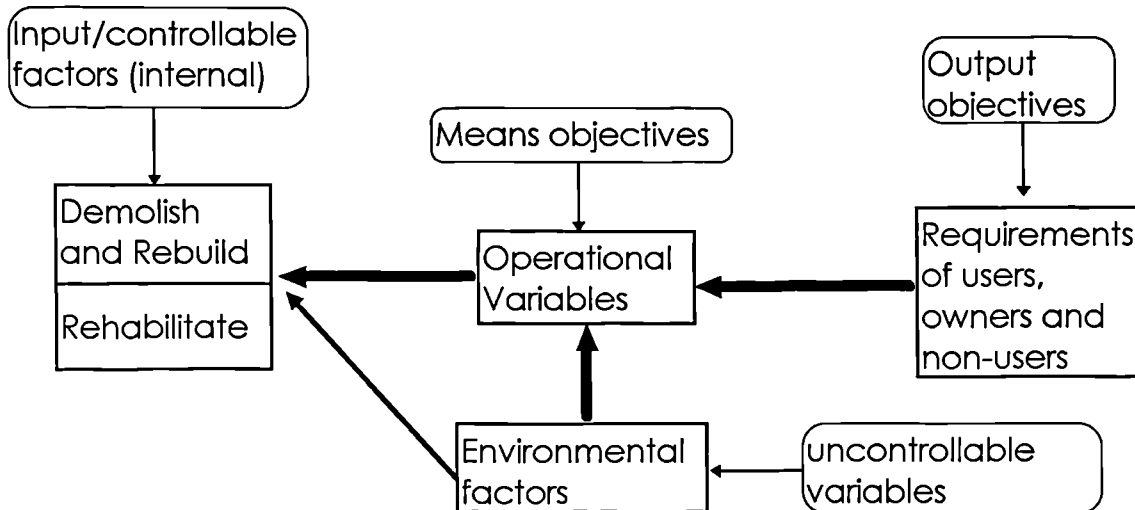 Input/controllable
factors (internal)
Output
objectives
Means objectives
Demolish
and Rebuild
Rehabilitate
Operational
Variables
Requirements
of users,
owners and
non-users
Environmental
factors
uncontrollable
variables